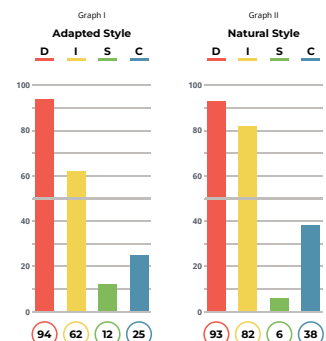 Graph I
Adapted Style
D I S C
100
80
60
40
20
0
94 62 12 25
Graph II
Natural Style
D I S C
100
80
60
40
20
0
93 82 6 38